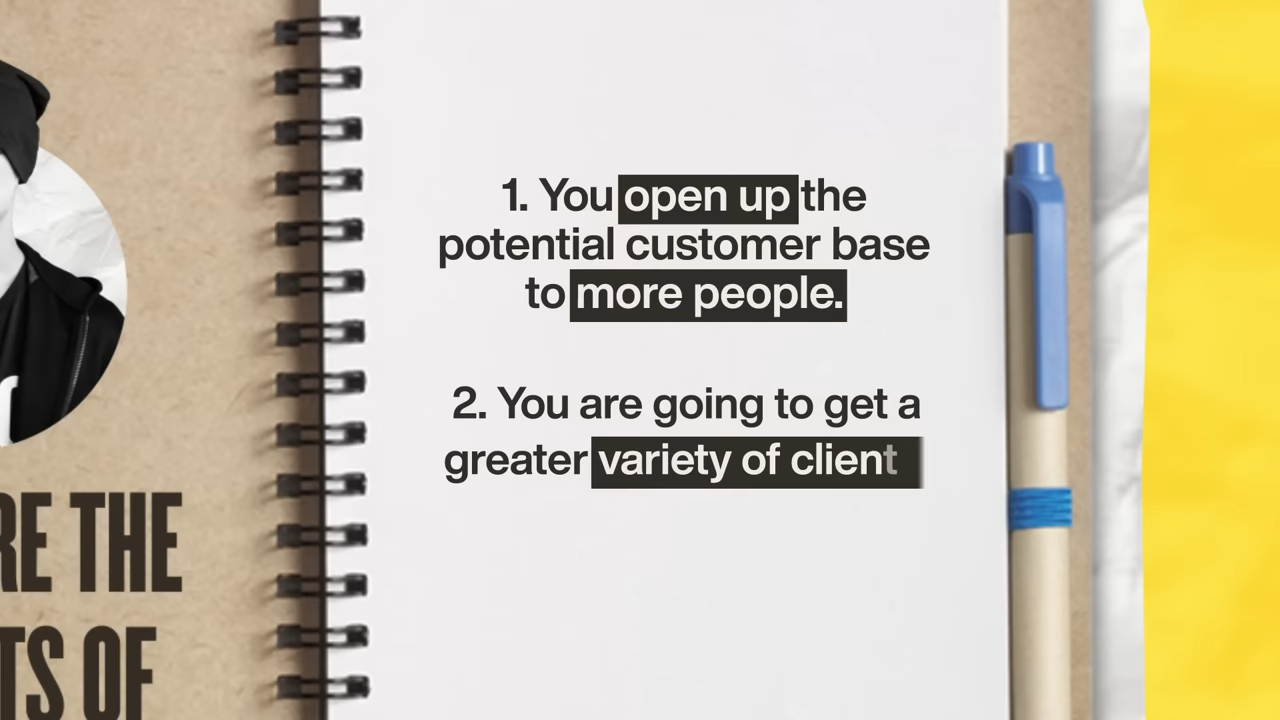 RE THE
TS OF
1. You open up the
potential customer base
to more people.
2. You are going to get a
greater variety of client